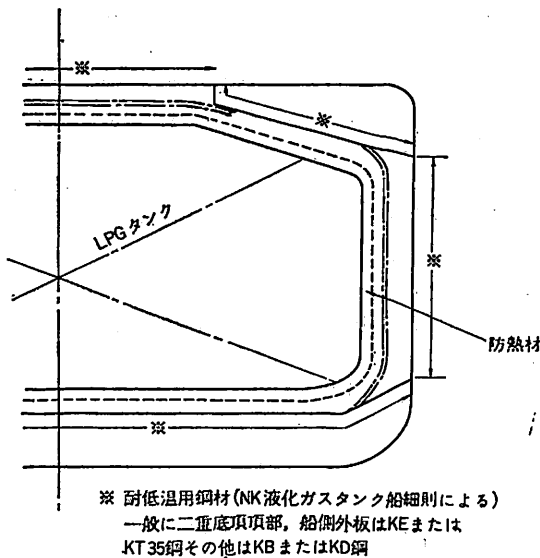 ※
※
LPGタンク
※
防熱材
※
※ 耐低温用鋼材(NK液化ガスタンク船細則による)
一般に二重底頂頂部,船側外板はKEまたは
KT35鋼その他はKBまたはKD鋼